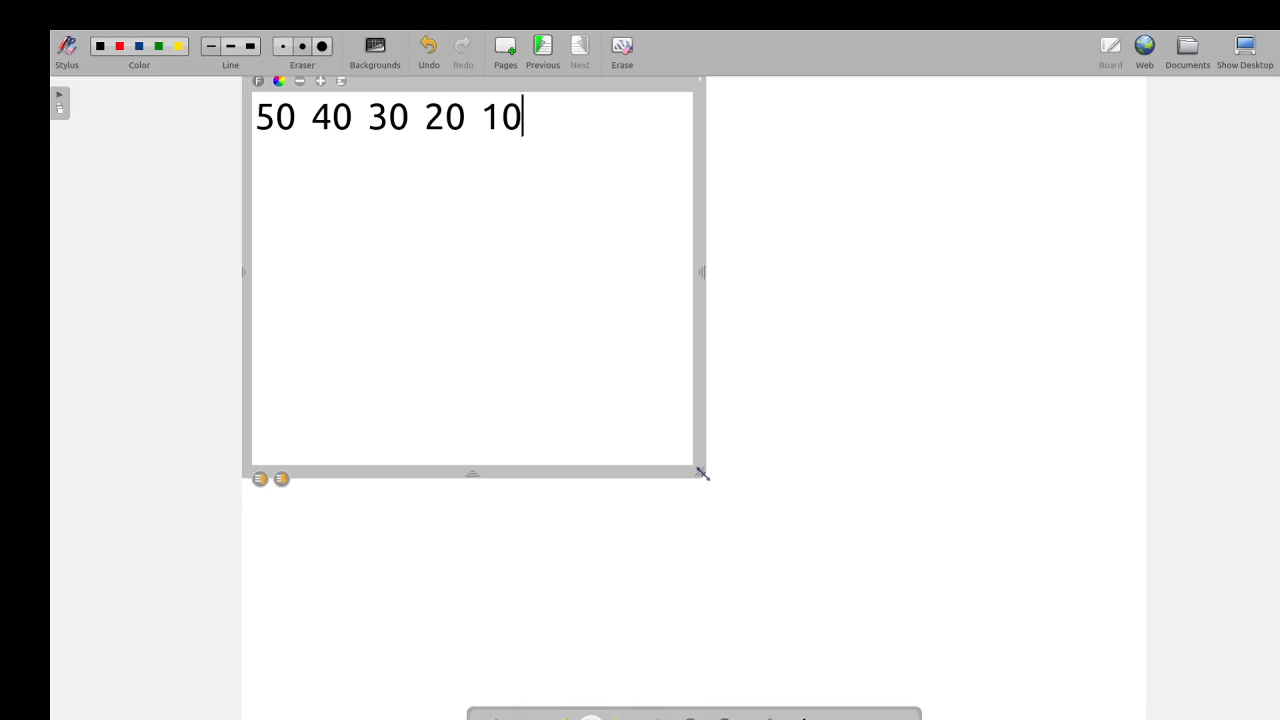 Stylus Color Line Eraser Backgrounds Undo Redo Pages Previous Next Erase Board Web Documents Show Desktop
F
50 40 30 20 10